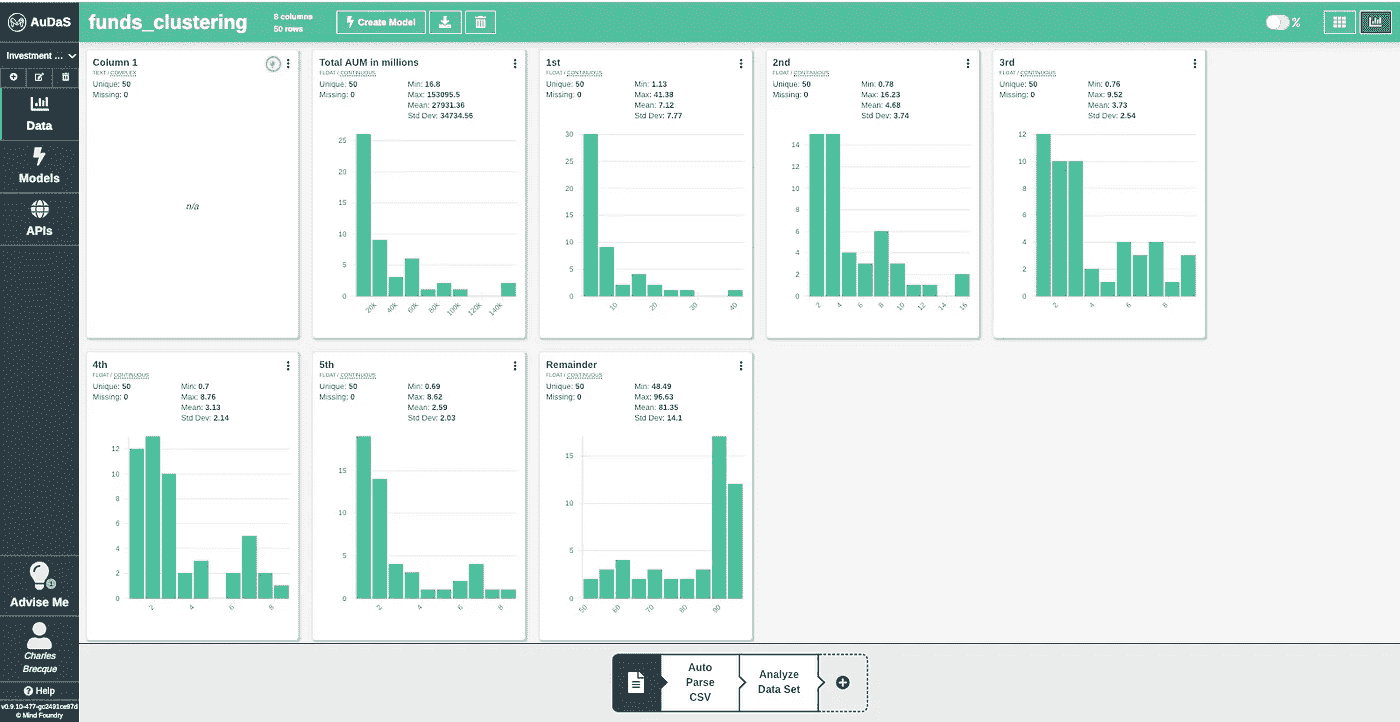 AuDaS
funds_clustering
8 columns
50 rows
Create Model
%
Investment ...
Data
Models
APIs
Advise Me
1
Charles
Brecque
Help
v0.9.10-477-gc2491ce97d
© Mind Foundry
Column 1
TEXT / COMPLEX
Unique: 50
Missing: 0
n/a
Total AUM in millions
FLOAT / CONTINUOUS
Unique: 50
Missing: 0
Min: 16.8
Max: 153095.5
Mean: 27931.36
Std Dev: 34734.56
25
20
15
10
5
0
20k 40k 60k 80k 100k 120k 140k
1st
FLOAT / CONTINUOUS
Unique: 50
Missing: 0
Min: 1.13
Max: 41.38
Mean: 7.12
Std Dev: 7.77
30
25
20
15
10
5
0
10 20 30 40
2nd
FLOAT / CONTINUOUS
Unique: 50
Missing: 0
Min: 0.78
Max: 16.23
Mean: 4.68
Std Dev: 3.74
14
12
10
8
6
4
2
0
2 4 6 8 10 12 14 16
3rd
FLOAT / CONTINUOUS
Unique: 50
Missing: 0
Min: 0.76
Max: 9.52
Mean: 3.73
Std Dev: 2.54
12
10
8
6
4
2
0
2 4 6 8
4th
FLOAT / CONTINUOUS
Unique: 50
Missing: 0
Min: 0.7
Max: 8.76
Mean: 3.13
Std Dev: 2.14
12
10
8
6
4
2
0
2 4 6 8
5th
FLOAT / CONTINUOUS
Unique: 50
Missing: 0
Min: 0.69
Max: 8.62
Mean: 2.59
Std Dev: 2.03
15
10
5
0
2 4 6 8
Remainder
FLOAT / CONTINUOUS
Unique: 50
Missing: 0
Min: 48.49
Max: 96.63
Mean: 81.35
Std Dev: 14.1
15
10
5
0
50 60 70 80 90
Auto
Parse
CSV
Analyze
Data Set